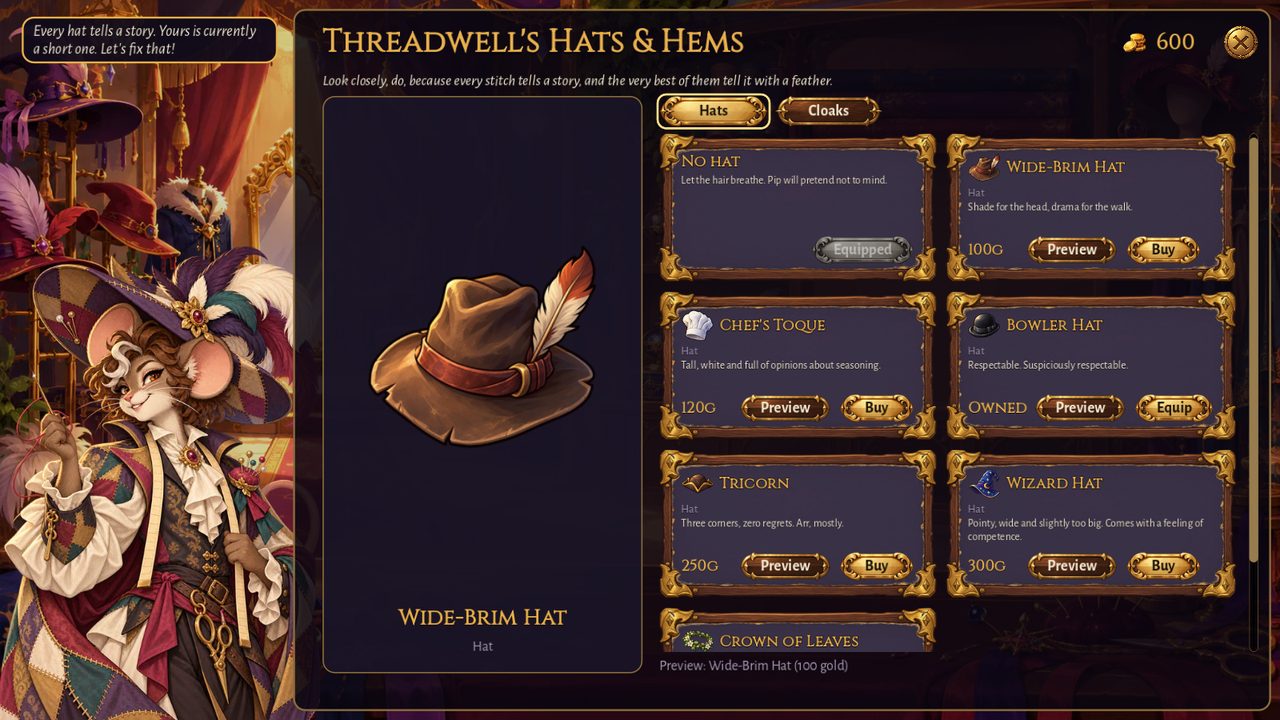 Every hat tells a story. Yours is currently
a short one. Let's fix that!
Threadwell's Hats & Hems
600
Look closely, do, because every stitch tells a story, and the very best of them tell it with a feather.
Hats
Cloaks
No hat
Let the hair breathe. Pip will pretend not to mind.
Equipped
Wide-Brim Hat
Hat
Shade for the head, drama for the walk.
100G
Preview
Buy
Chef's Toque
Hat
Tall, white and full of opinions about seasoning.
120G
Preview
Buy
Bowler Hat
Hat
Respectable. Suspiciously respectable.
Owned
Preview
Equip
Tricorn
Hat
Three corners, zero regrets. Arr, mostly.
250G
Preview
Buy
Wizard Hat
Hat
Pointy, wide and slightly too big. Comes with a feeling of
competence.
300G
Preview
Buy
Crown of Leaves
Wide-Brim Hat
Hat
Preview: Wide-Brim Hat (100 gold)